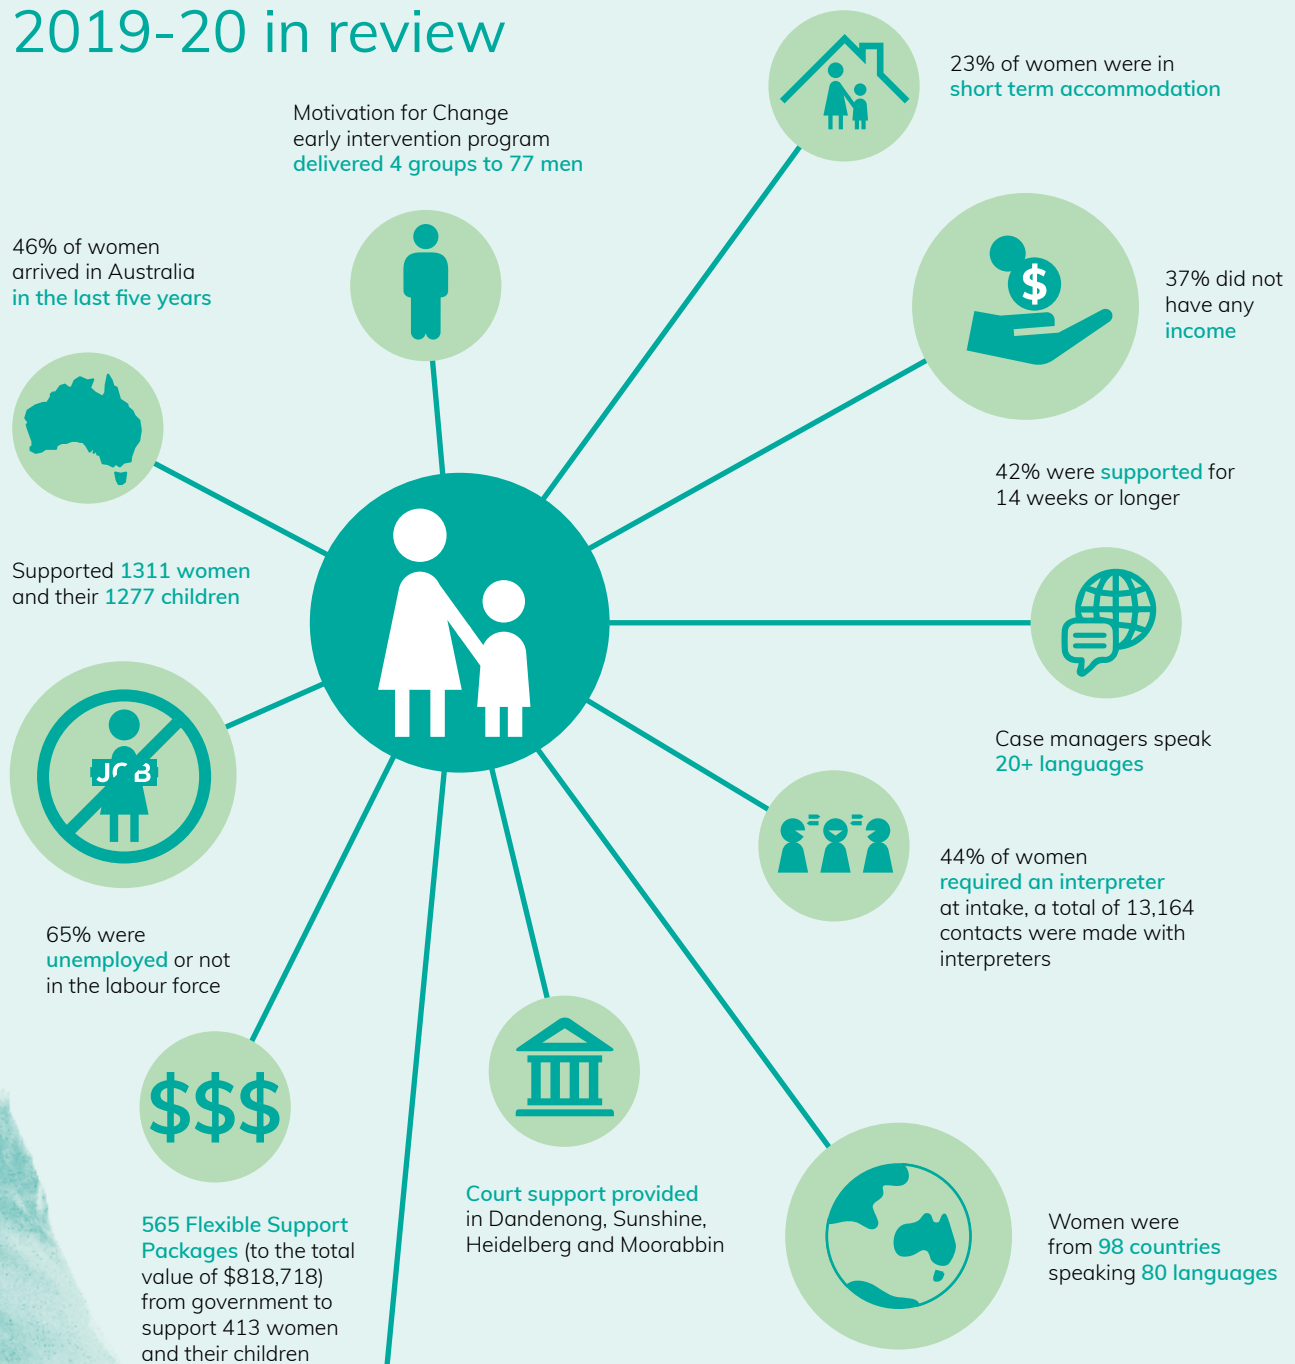 2019-20 in review
23% of women were in
short term accommodation
Motivation for Change
early intervention program
delivered 4 groups to 77 men
46% of women
arrived in Australia
in the last five years
$
37% did not
have any
income
42% were supported for
14 weeks or longer
Supported 1311 women
and their 1277 children
JOB
Case managers speak
20+ languages
44% of women
required an interpreter
at intake, a total of 13,164
contacts were made with
interpreters
65% were
unemployed or not
in the labour force
$$$
Court support provided
in Dandenong, Sunshine,
Heidelberg and Moorabbin
565 Flexible Support
Packages (to the total
value of $818,718)
from government to
support 413 women
and their children
Women were
from 98 countries
speaking 80 languages